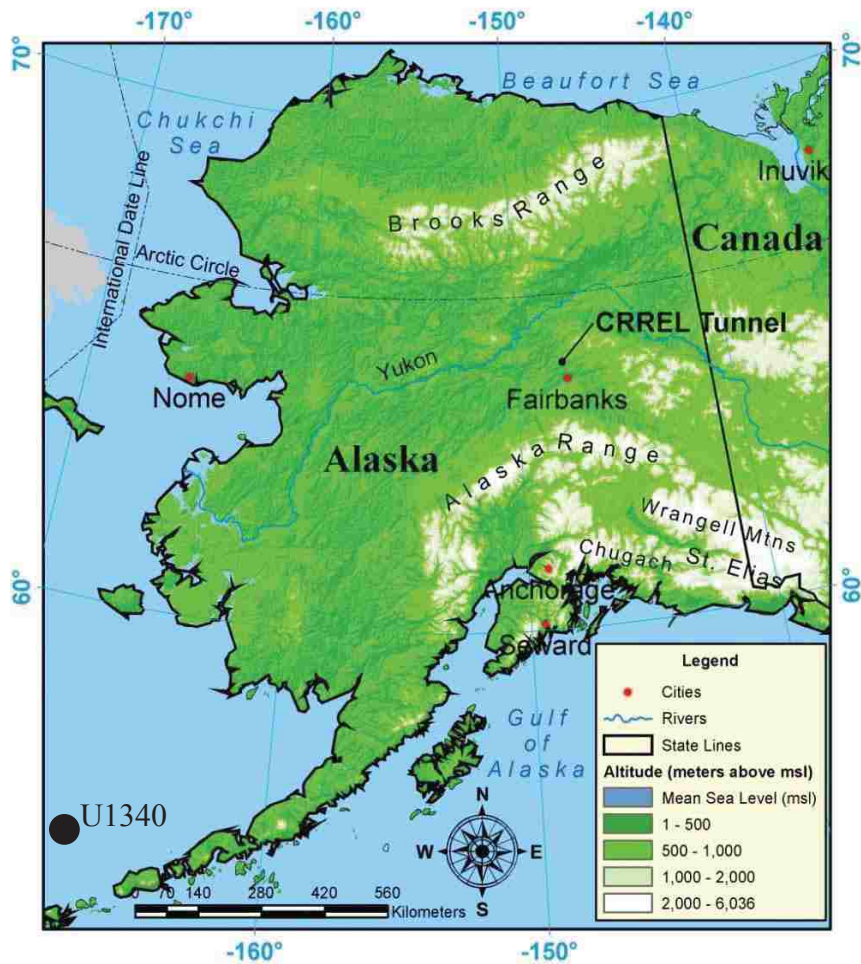 -170°
-160°
-150°
-140°
70°
70°
Beaufort Sea
Chukchi
Sea
Inuvik
International Date Line
Brooks Range
Canada
Arctic Circle
CRREL Tunnel
Yukon
Nome
Fairbanks
Alaska
Alaska Range
Wrangell Mtns
Chugach St. Elias
60°
60°
Anchorage
Seward
Gulf
of
Alaska
Legend
Cities
Rivers
State Lines
Altitude (meters above msl)
Mean Sea Level (msl)
1 - 500
500 - 1,000
1,000 - 2,000
2,000 - 6,036
U1340
N
W
E
S
0 70 140 280 420 560
Kilometers
-160°
-150°